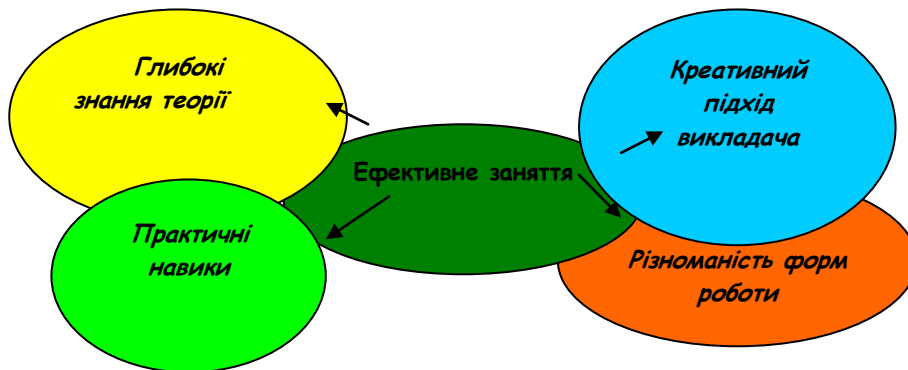 Глибокі
знання теорії
Креативний
підхід
викладача
Ефективне заняття
Практичні
навики
Різноманість форм
роботи